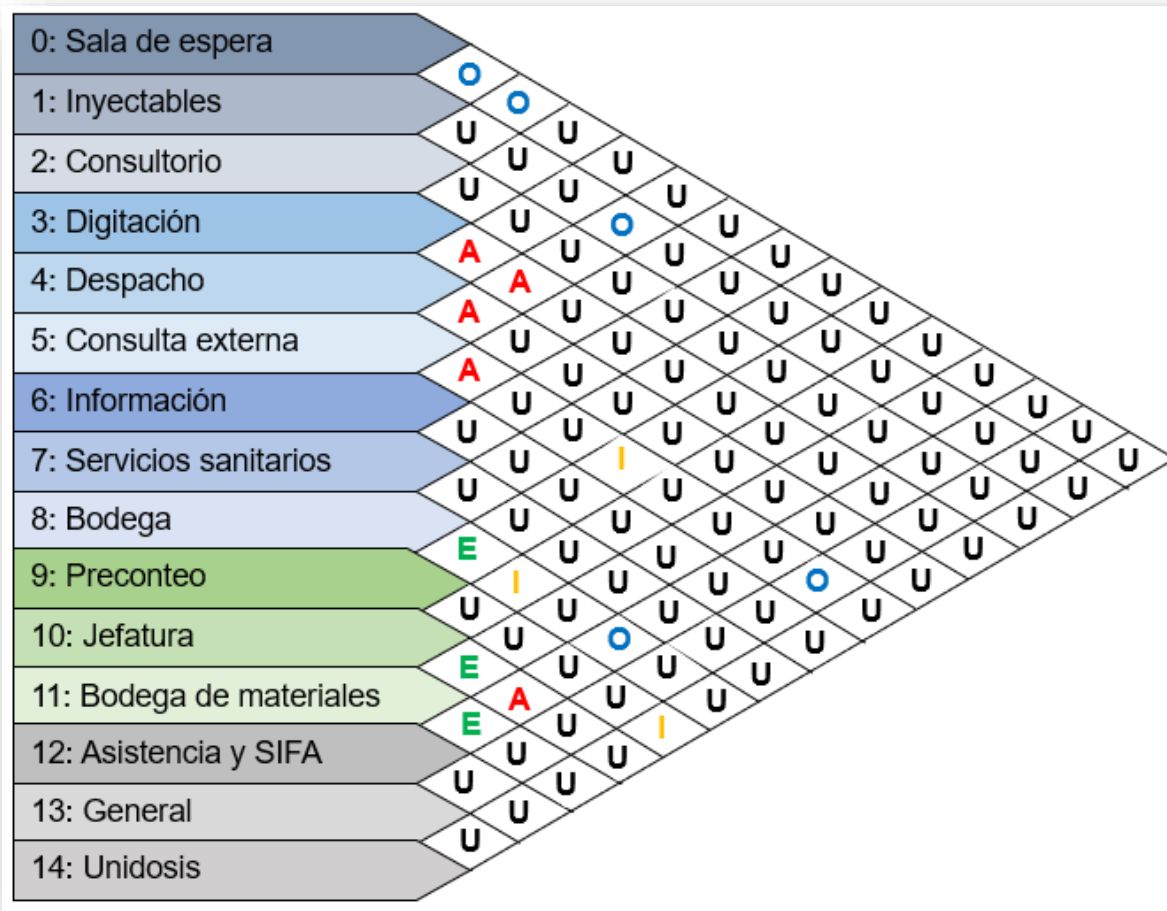 0: Sala de espera
O
1: Inyectables O
U U
2: Consultorio U U
U U U
3: Digitación U O U
A U U U
4: Despacho A U U U
A U U U U
5: Consulta externa U U U U U
A U U U U U
6: Información U U U U U U
U U U U U U U
7: Servicios sanitarios U I U U U U U
U U U U U U U
8: Bodega U U U U U U
E U U U U U
9: Preconteo I U U O U
U U U U U
10: Jefatura U O U U
E U U U
11: Bodega de materiales A U U
E U I
12: Asistencia y SIFA U U
U U
13: General U
U
14: Unidosis